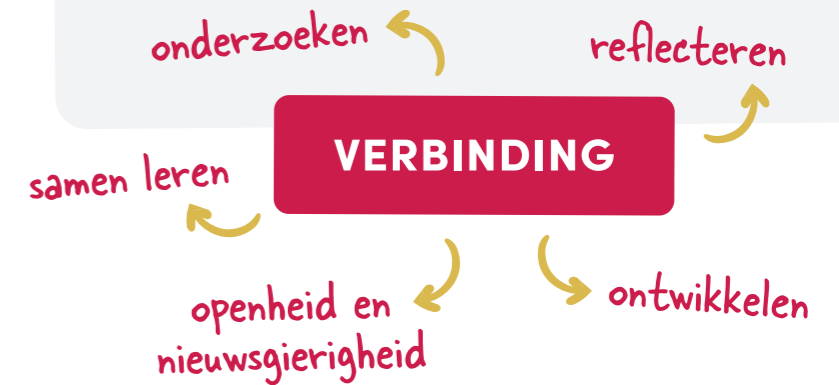 onderzoeken
reflecteren
VERBINDING
samen leren
openheid en
nieuwsgierigheid
ontwikkelen